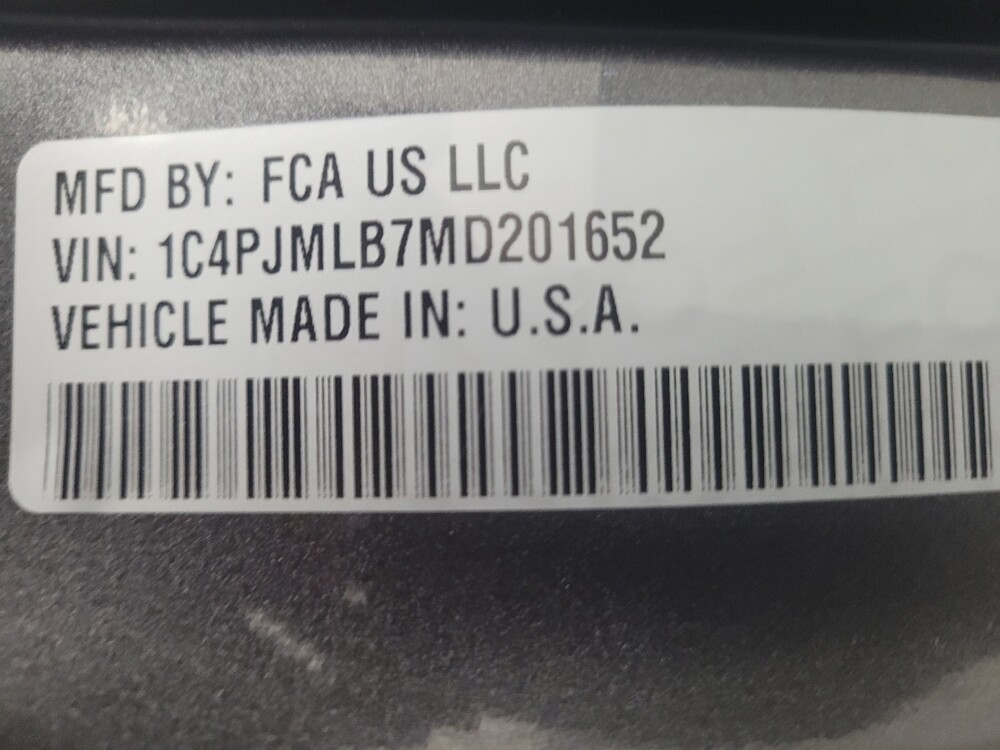 MFD BY: FCA US LLC
VIN: 1C4PJMLB7MD201652
VEHICLE MADE IN: U.S.A.